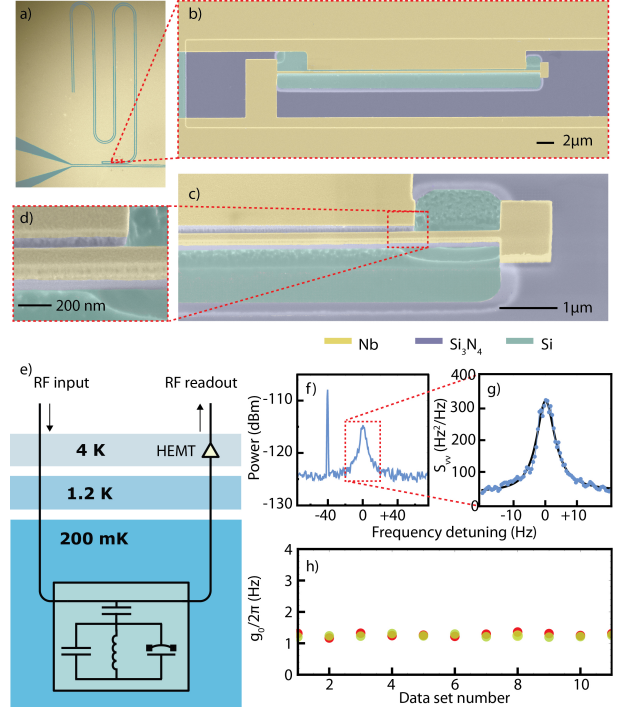 a)
b)
2μm
c)
d)
200 nm
1μm
Nb
Si3N4
Si
e)
RF input
RF readout
4 K
HEMT
1.2 K
200 mK
f)
Power (dBm)
-110
-120
-130
-40
0
+40
Frequency detuning (Hz)
g)
Svv (Hz2/Hz)
400
300
200
100
0
-10
0
+10
h)
g0/2π (Hz)
4
3
2
1
0
2
4
6
8
10
Data set number